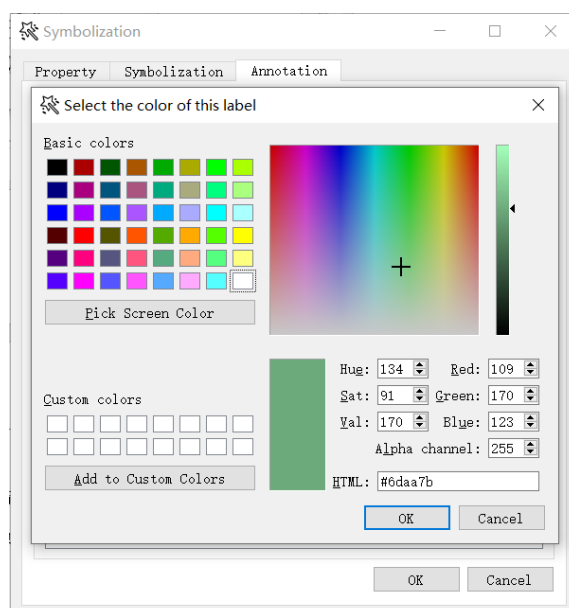 Symbolization
Property Symbolization Annotation
Select the color of this label
Basic colors
Pick Screen Color
Custom colors
Add to Custom Colors
Hue: 134 Red: 109
Sat: 91 Green: 170
Val: 170 Blue: 123
Alpha channel: 255
HTML: #6daa7b
OK Cancel
OK Cancel